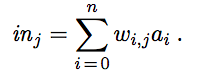 in_j = \sum_{i=0}^{n} w_{i,j} a_i .